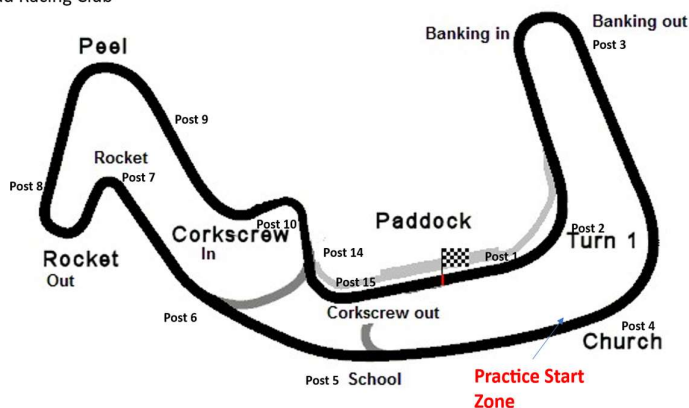 Racing Club
Peel
Banking in
Banking out
Post 3
Post 9
Rocket
Post 7
Post 8
Post 10
Corkscrew
In
Paddock
Post 2
Turn 1
Rocket
Out
Post 14
Post 1
Post 15
Corkscrew out
Post 6
Post 4
Church
Post 5 School
Practice Start
Zone